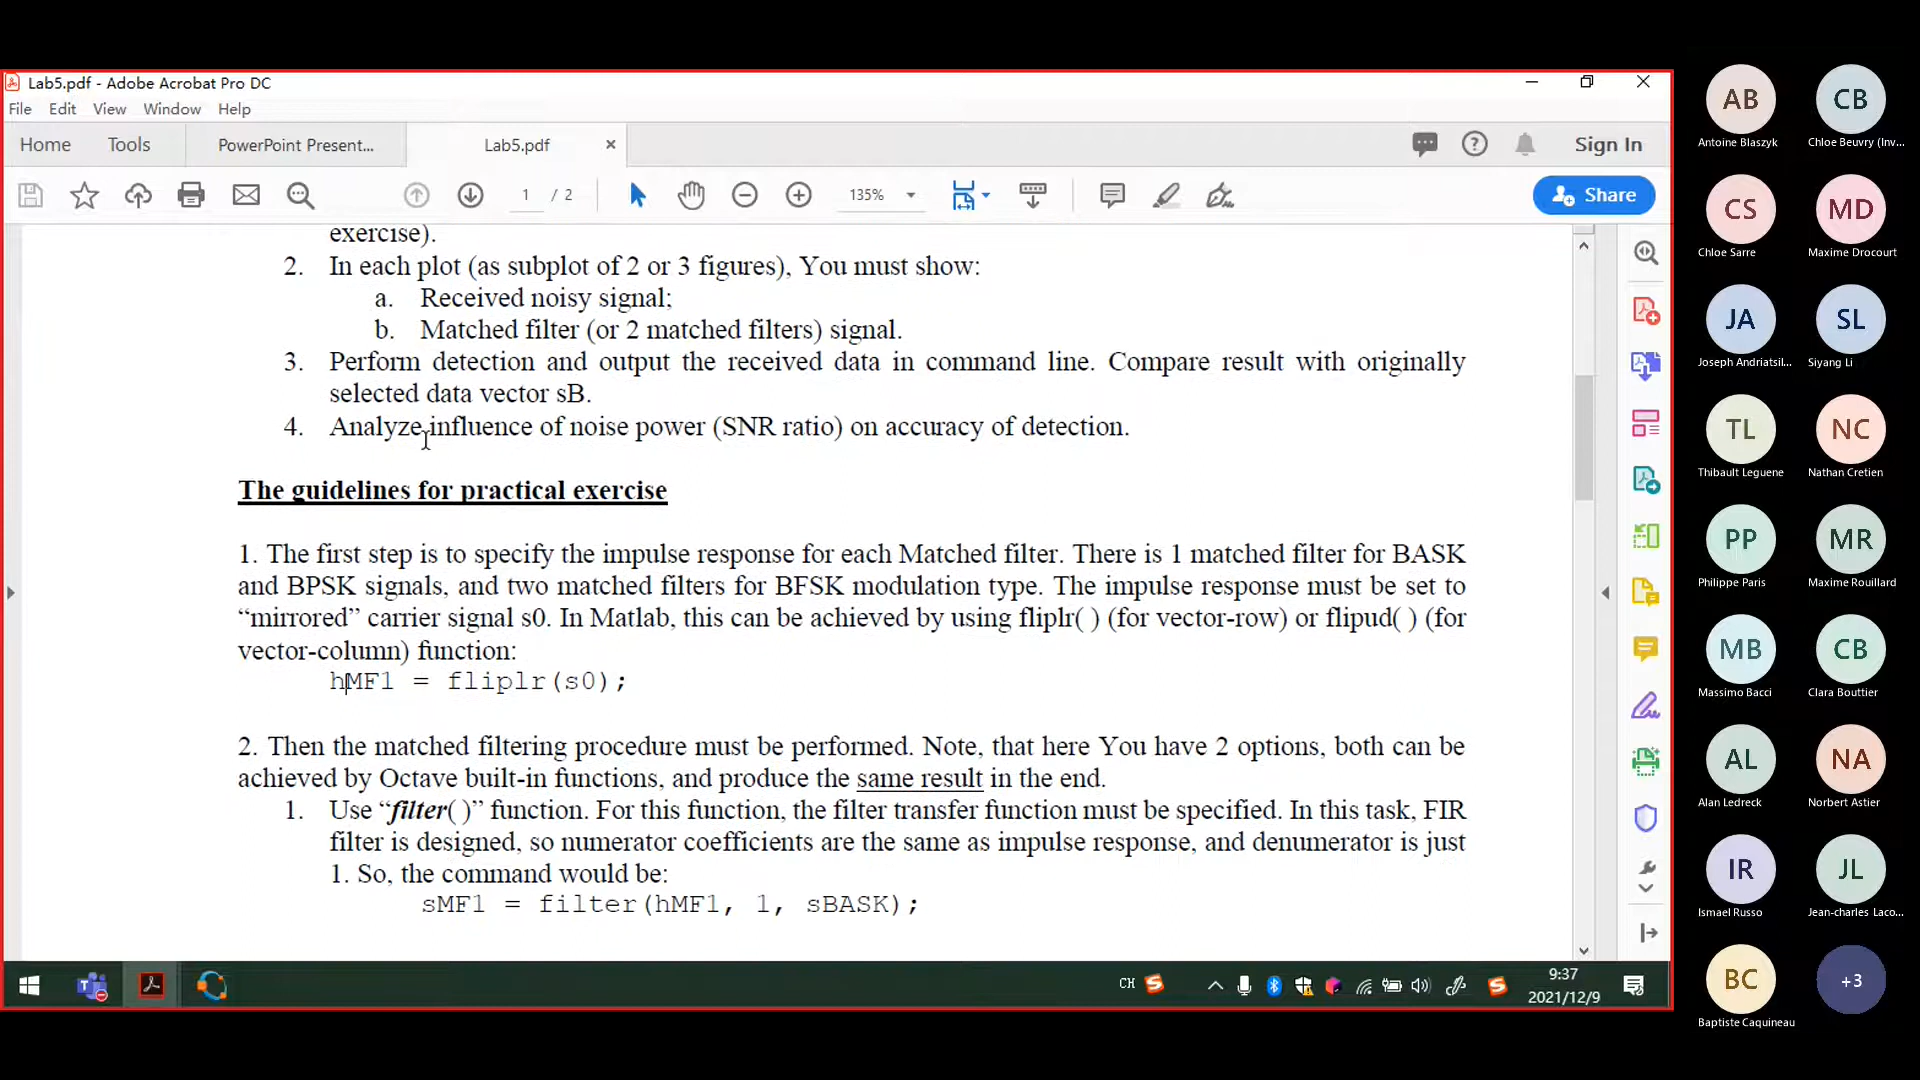 Lab5.pdf - Adobe Acrobat Pro DC
File Edit View Window Help
Home Tools PowerPoint Present... Lab5.pdf × Sign In
1 / 2 135% Share
exercise).
2. In each plot (as subplot of 2 or 3 figures), You must show:
a. Received noisy signal;
b. Matched filter (or 2 matched filters) signal.
3. Perform detection and output the received data in command line. Compare result with originally
selected data vector sB.
4. Analyze influence of noise power (SNR ratio) on accuracy of detection.
The guidelines for practical exercise
1. The first step is to specify the impulse response for each Matched filter. There is 1 matched filter for BASK
and BPSK signals, and two matched filters for BFSK modulation type. The impulse response must be set to
“mirrored” carrier signal s0. In Matlab, this can be achieved by using fliplr( ) (for vector-row) or flipud( ) (for
vector-column) function:
hMF1 = fliplr(s0);
2. Then the matched filtering procedure must be performed. Note, that here You have 2 options, both can be
achieved by Octave built-in functions, and produce the same result in the end.
1. Use “filter( )” function. For this function, the filter transfer function must be specified. In this task, FIR
filter is designed, so numerator coefficients are the same as impulse response, and denumerator is just
1. So, the command would be:
sMF1 = filter(hMF1, 1, sBASK);
CH
9:37
2021/12/9
AB CB
Antoine Blaszyk Chloe Beuvry (Inv...
CS MD
Chloe Sarre Maxime Drocourt
JA SL
Joseph Andriatsil... Siyang Li
TL NC
Thibault Leguene Nathan Cretien
PP MR
Philippe Paris Maxime Rouillard
MB CB
Massimo Bacci Clara Bouttier
AL NA
Alan Ledreck Norbert Astier
IR JL
Ismael Russo Jean-charles Laco...
BC +3
Baptiste Caquineau